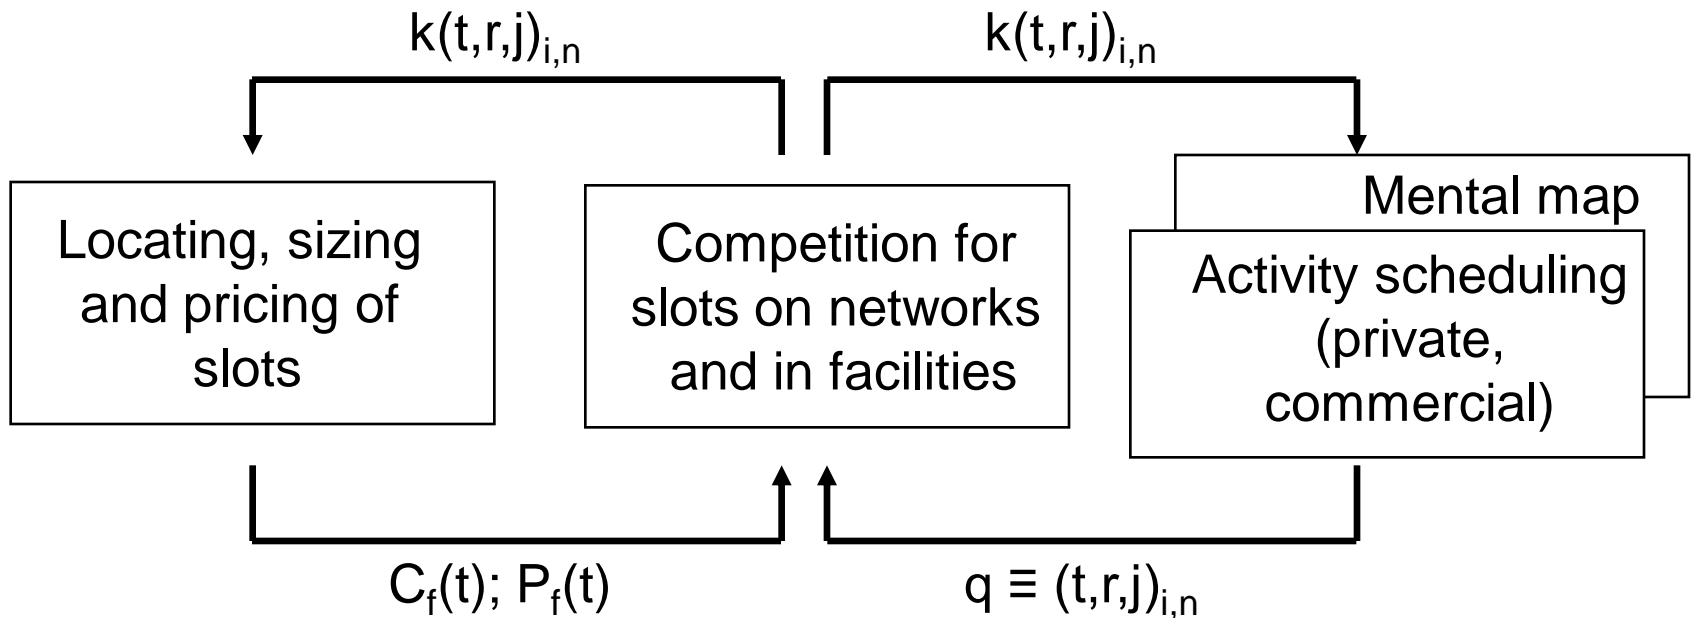 k(t,r,j)i,n
k(t,r,j)i,n
Locating, sizing
and pricing of
slots
Competition for
slots on networks
and in facilities
Mental map
Activity scheduling
(private,
commercial)
Cf(t); Pf(t)
q ≡ (t,r,j)i,n